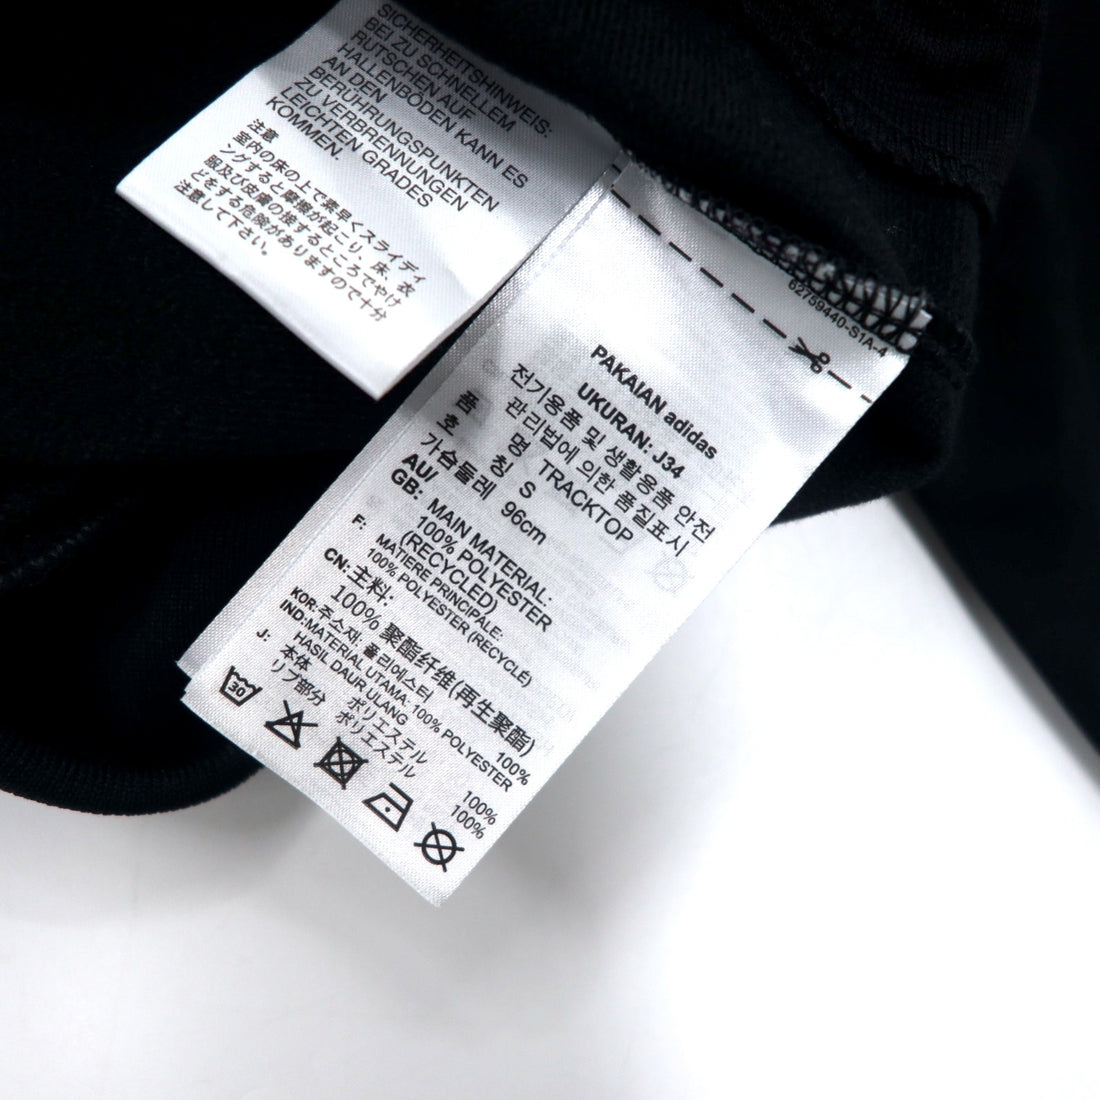 SICHERHEITSHINWEIS:
BEI ZU SCHNELLEM
RUTSCHEN AUF
HALLENBÖDEN KANN ES
AN DEN
BERÜHRUNGSPUNKTEN
ZU VERBRENNUNGEN
LEICHTEN GRADES
KOMMEN.
注意
室内の床の上で素早くスライディ
ングすると摩擦が起こり、床、衣
服及び皮膚の接するところでやけ
どをする危険がありますので十分
注意して下さい。
62759440-S1A-4
PAKAIAN adidas
UKURAN: J34
전기용품 및 생활용품 안전
관리법에 의한 품질표시
품 명 TRACKTOP
호 칭 S
가슴둘레 96cm
AU/
GB: MAIN MATERIAL:
100% POLYESTER
(RECYCLED)
F: MATIERE PRINCIPALE:
100% POLYESTER (RECYCLÉ)
CN: 主料:
100% 聚酯纤维(再生聚酯)
KOR: 주소재: 폴리에스터 100%
IND:MATERIAL UTAMA: 100% POLYESTER
HASIL DAUR ULANG
J: 本体 ポリエステル 100%
リブ部分 ポリエステル 100%
30